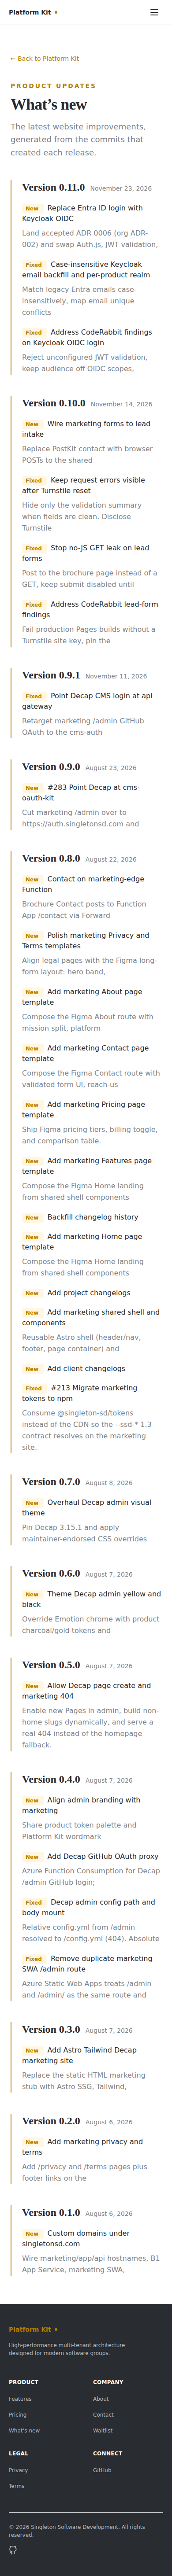 Platform Kit
← Back to Platform Kit
PRODUCT UPDATES
What's new
The latest website improvements,
generated from the commits that
created each release.
Version 0.11.0 November 23, 2026
New Replace Entra ID login with
Keycloak OIDC
Land accepted ADR 0006 (org ADR-
002) and swap Auth.js, JWT validation,
Fixed Case-insensitive Keycloak
email backfill and per-product realm
Match legacy Entra emails case-
insensitively, map email unique
conflicts
Fixed Address CodeRabbit findings
on Keycloak OIDC login
Reject unconfigured JWT validation,
keep audience off OIDC scopes,
Version 0.10.0 November 14, 2026
New Wire marketing forms to lead
intake
Replace PostKit contact with browser
POSTs to the shared
Fixed Keep request errors visible
after Turnstile reset
Hide only the validation summary
when fields are clean. Disclose
Turnstile
Fixed Stop no-JS GET leak on lead
forms
Post to the brochure page instead of a
GET, keep submit disabled until
Fixed Address CodeRabbit lead-form
findings
Fail production Pages builds without a
Turnstile site key, pin the
Version 0.9.1 November 11, 2026
Fixed Point Decap CMS login at api
gateway
Retarget marketing /admin GitHub
OAuth to the cms-auth
Version 0.9.0 August 23, 2026
New #283 Point Decap at cms-
oauth-kit
Cut marketing /admin over to
https://auth.singletonsd.com and
Version 0.8.0 August 22, 2026
New Contact on marketing-edge
Function
Brochure Contact posts to Function
App /contact via Forward
New Polish marketing Privacy and
Terms templates
Align legal pages with the Figma long-
form layout: hero band,
New Add marketing About page
template
Compose the Figma About route with
mission split, platform
New Add marketing Contact page
template
Compose the Figma Contact route with
validated form UI, reach-us
New Add marketing Pricing page
template
Ship Figma pricing tiers, billing toggle,
and comparison table.
New Add marketing Features page
template
Compose the Figma Home landing
from shared shell components
New Backfill changelog history
New Add marketing Home page
template
Compose the Figma Home landing
from shared shell components
New Add project changelogs
New Add marketing shared shell and
components
Reusable Astro shell (header/nav,
footer, page container) and
New Add client changelogs
Fixed #213 Migrate marketing
tokens to npm
Consume @singleton-sd/tokens
instead of the CDN so the --ssd-* 1.3
contract resolves on the marketing
site.
Version 0.7.0 August 8, 2026
New Overhaul Decap admin visual
theme
Pin Decap 3.15.1 and apply
maintainer-endorsed CSS overrides
Version 0.6.0 August 7, 2026
New Theme Decap admin yellow and
black
Override Emotion chrome with product
charcoal/gold tokens and
Version 0.5.0 August 7, 2026
New Allow Decap page create and
marketing 404
Enable new Pages in admin, build non-
home slugs dynamically, and serve a
real 404 instead of the homepage
fallback.
Version 0.4.0 August 7, 2026
New Align admin branding with
marketing
Share product token palette and
Platform Kit wordmark
New Add Decap GitHub OAuth proxy
Azure Function Consumption for Decap
/admin GitHub login;
Fixed Decap admin config path and
body mount
Relative config.yml from /admin
resolved to /config.yml (404). Absolute
Fixed Remove duplicate marketing
SWA /admin route
Azure Static Web Apps treats /admin
and /admin/ as the same route and
Version 0.3.0 August 7, 2026
New Add Astro Tailwind Decap
marketing site
Replace the static HTML marketing
stub with Astro SSG, Tailwind,
Version 0.2.0 August 6, 2026
New Add marketing privacy and
terms
Add /privacy and /terms pages plus
footer links on the
Version 0.1.0 August 6, 2026
New Custom domains under
singletonsd.com
Wire marketing/app/api hostnames, B1
App Service, marketing SWA,
Platform Kit
High-performance multi-tenant architecture
designed for modern software groups.
PRODUCT
Features
Pricing
What's new
COMPANY
About
Contact
Waitlist
LEGAL
Privacy
Terms
CONNECT
GitHub
© 2026 Singleton Software Development. All rights
reserved.